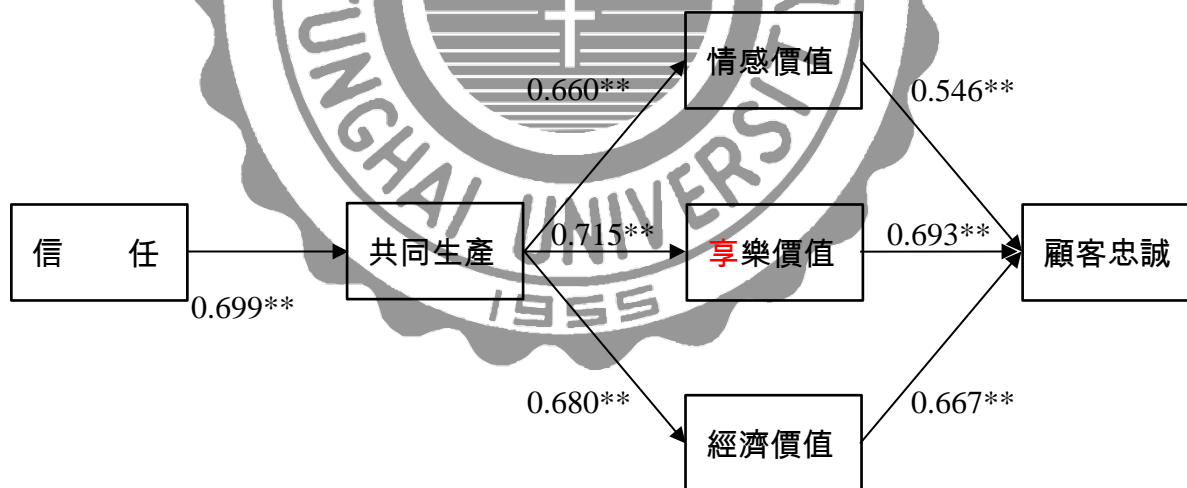 情感價值
0.660**
0.546**
信 任
共同生產
0.715**
享樂價值
0.693**
顧客忠誠
0.699**
0.680**
0.667**
經濟價值
UNGHAI UNIVERSITY
1955